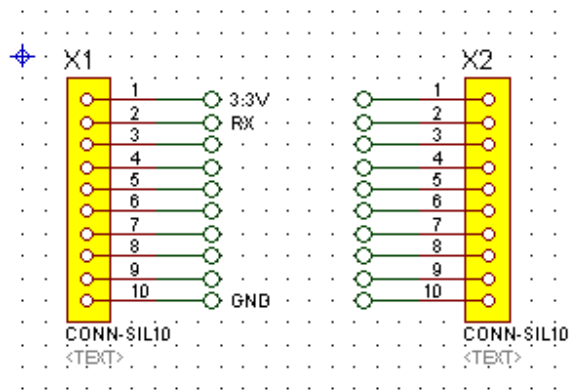 X1
1 3.3V
2 RX
3
4
5
6
7
8
9
10 GND
CONN-SIL10
<TEXT>
X2
1
2
3
4
5
6
7
8
9
10
CONN-SIL10
<TEXT>